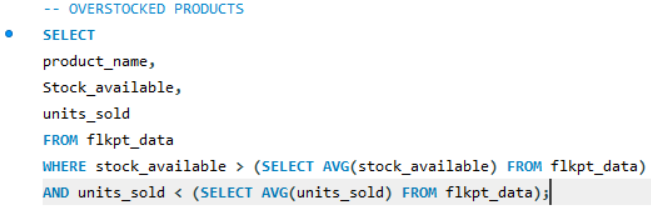 -- OVERSTOCKED PRODUCTS
SELECT
product_name,
Stock_available,
units_sold
FROM flkpt_data
WHERE stock_available > (SELECT AVG(stock_available) FROM flkpt_data)
AND units_sold < (SELECT AVG(units_sold) FROM flkpt_data);